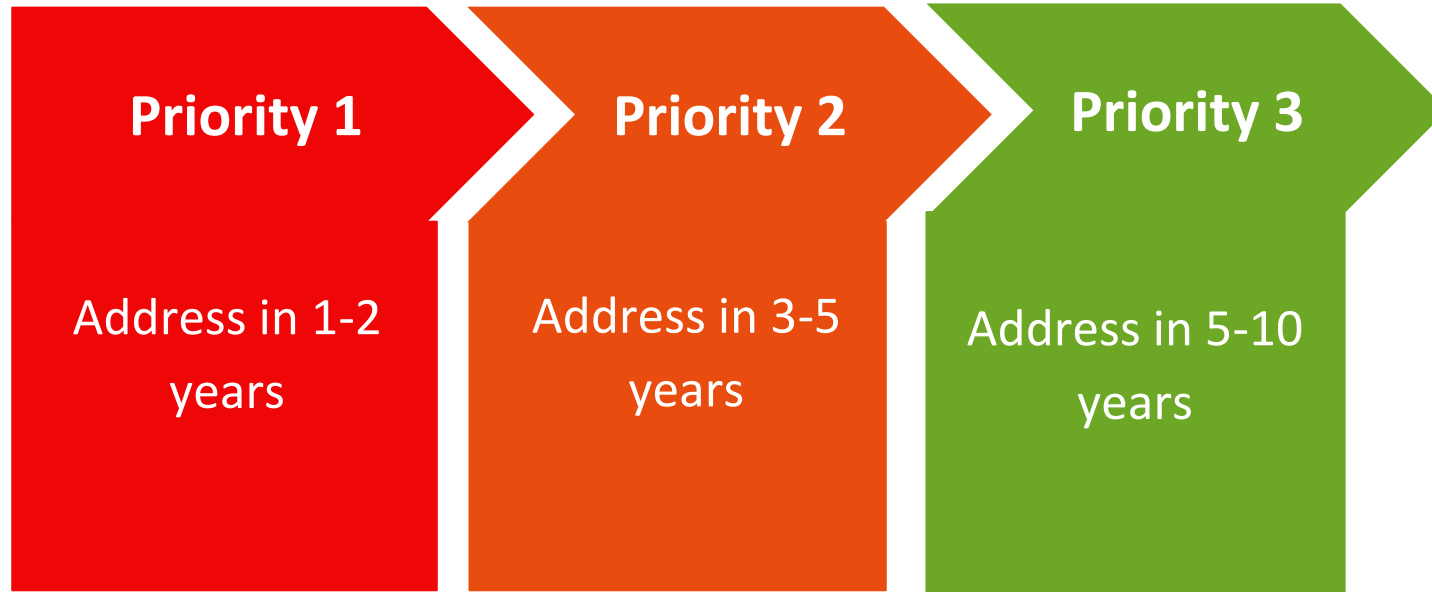 Priority 1
Address in 1-2
years
Priority 2
Address in 3-5
years
Priority 3
Address in 5-10
years